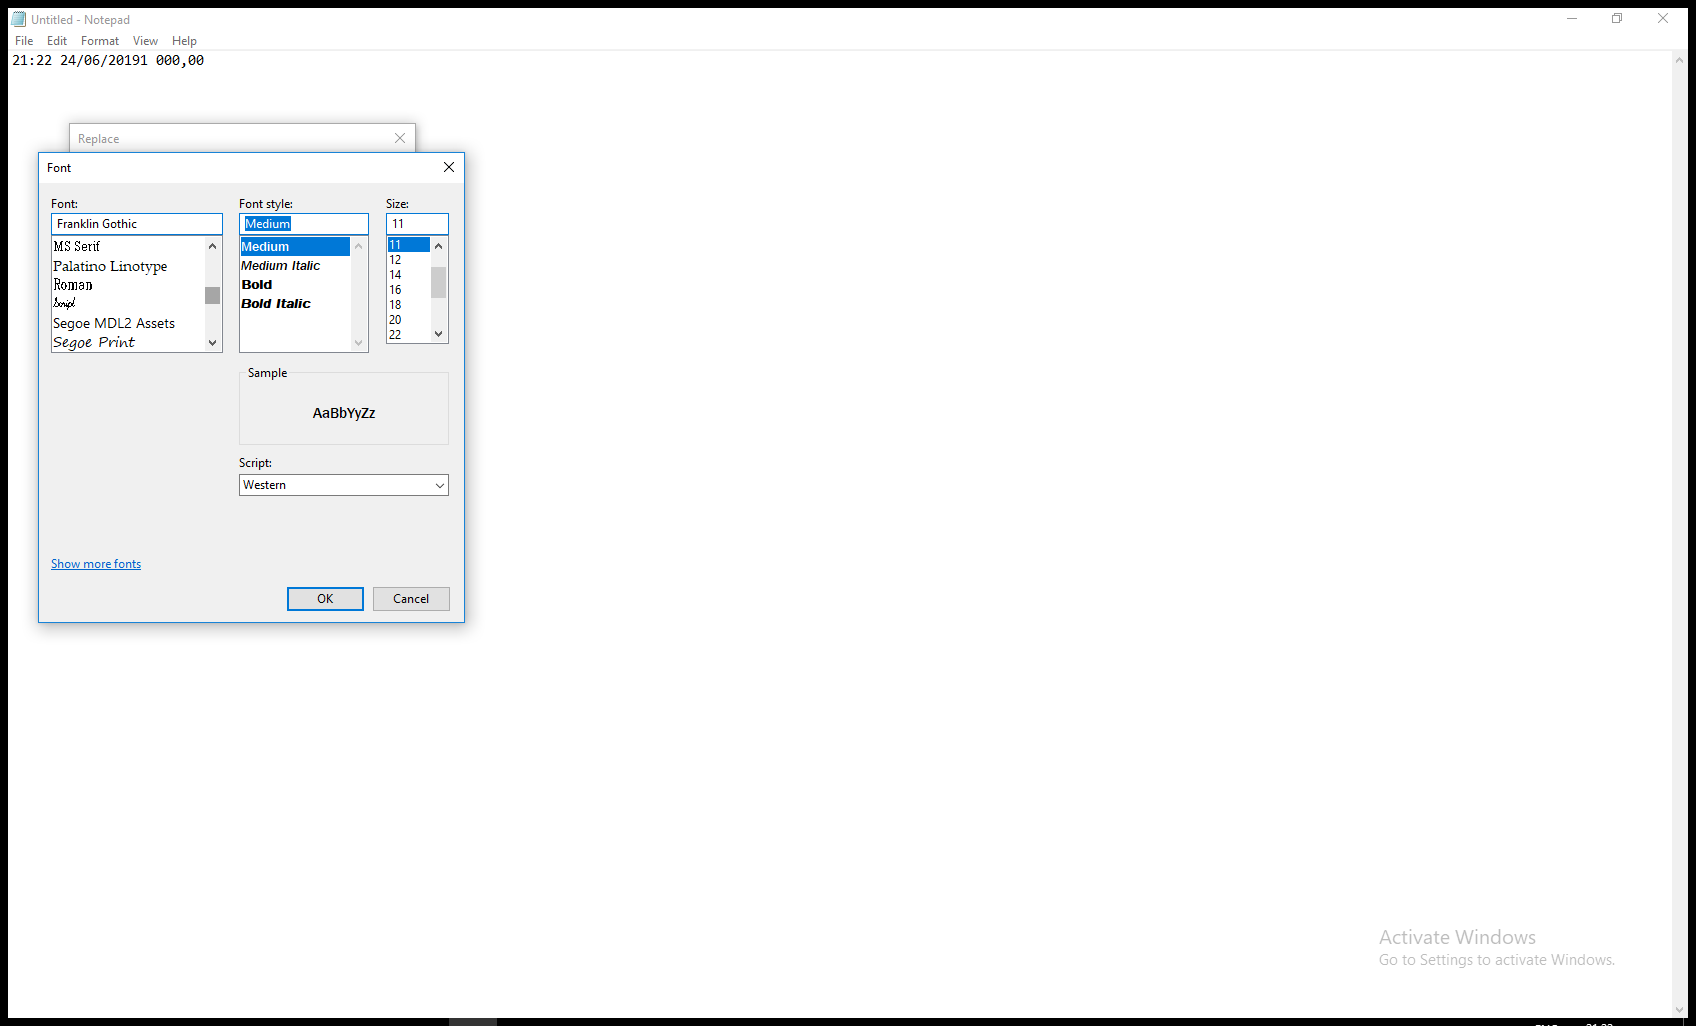 Untitled - Notepad
File Edit Format View Help
21:22 24/06/20191 000,00
Replace
Font
Font: Font style: Size:
Franklin Gothic Medium 11
MS Serif Medium 11
Palatino Linotype Medium Italic 12
Roman Bold 14
Script Bold Italic 16
Segoe MDL2 Assets 18
Segoe Print 20
22
Sample
AaBbYyZz
Script:
Western
Show more fonts
OK Cancel
Activate Windows
Go to Settings to activate Windows.